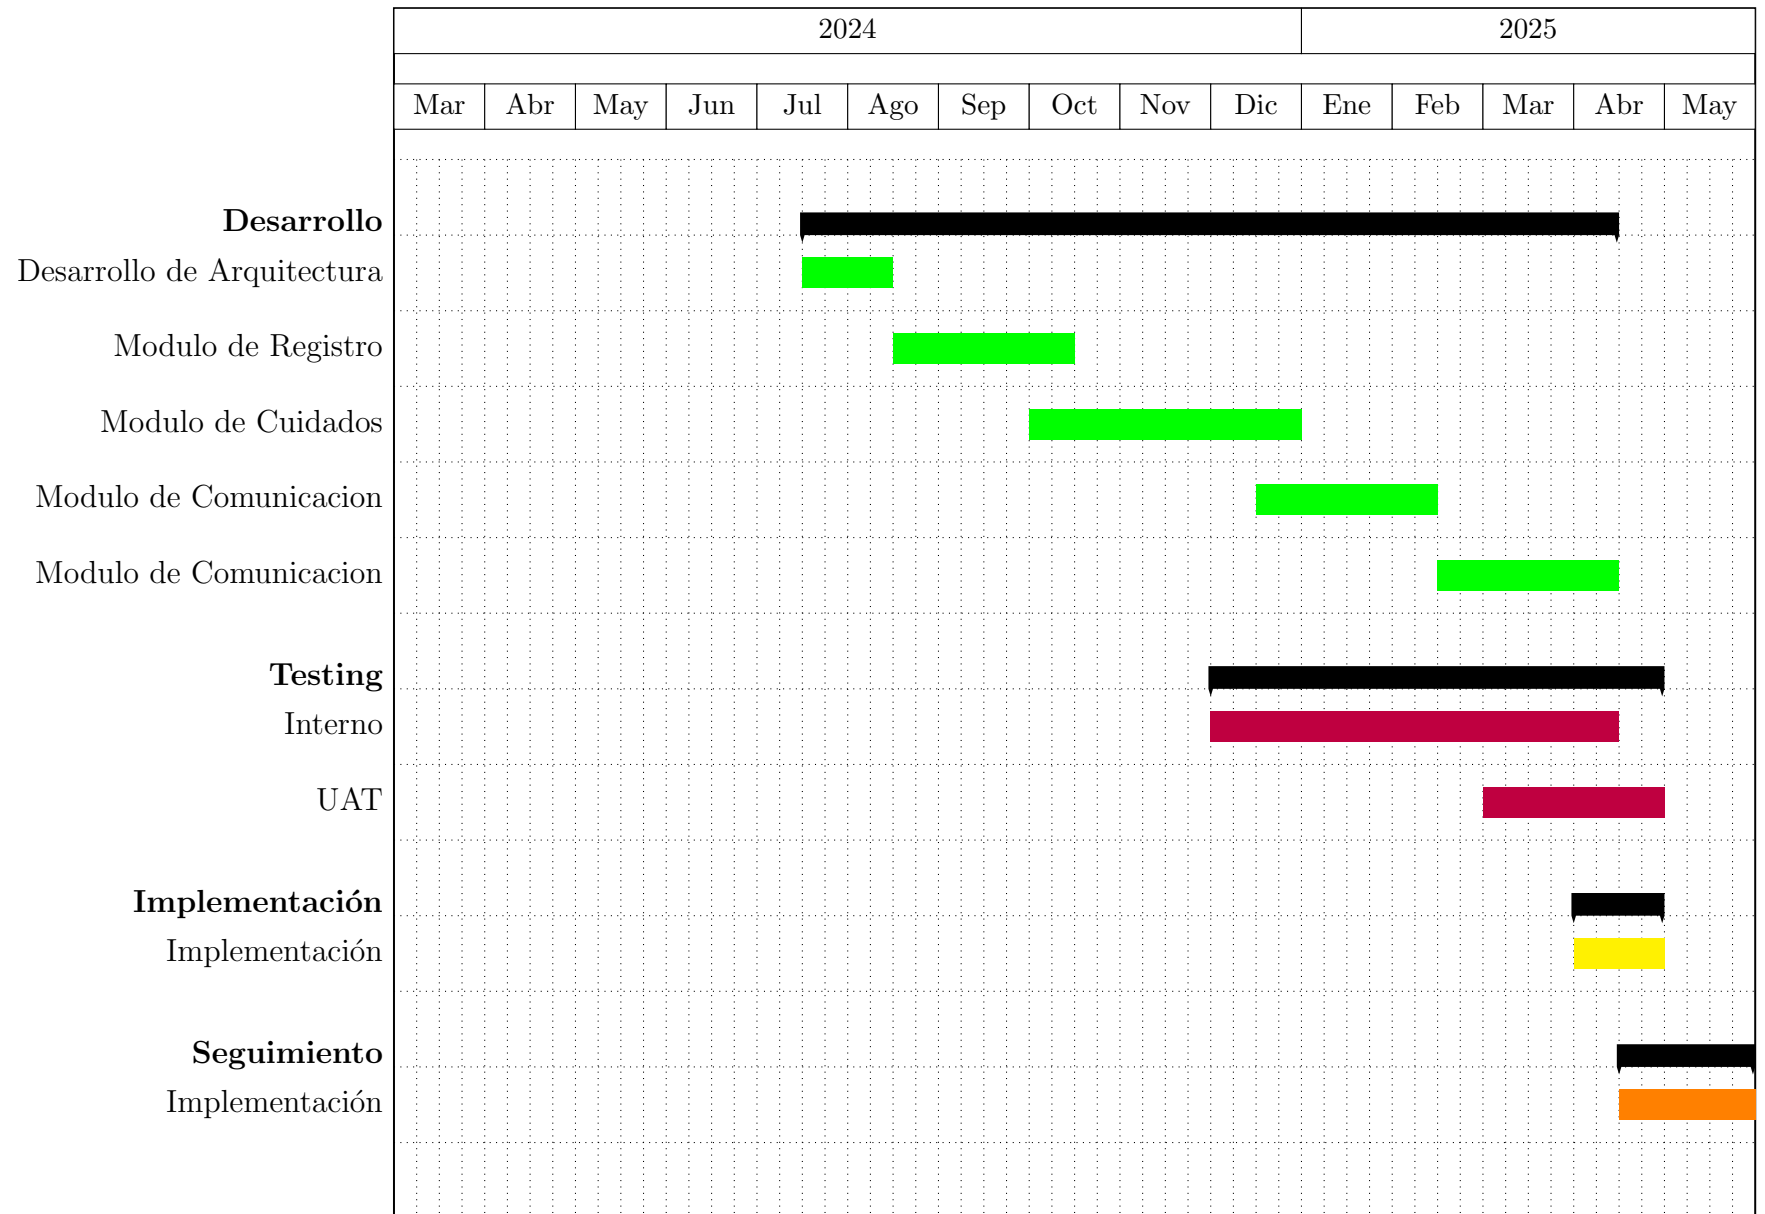 2024 2025
Mar Abr May Jun Jul Ago Sep Oct Nov Dic Ene Feb Mar Abr May
Desarrollo
Desarrollo de Arquitectura
Modulo de Registro
Modulo de Cuidados
Modulo de Comunicacion
Modulo de Comunicacion
Testing
Interno
UAT
Implementación
Implementación
Seguimiento
Implementación